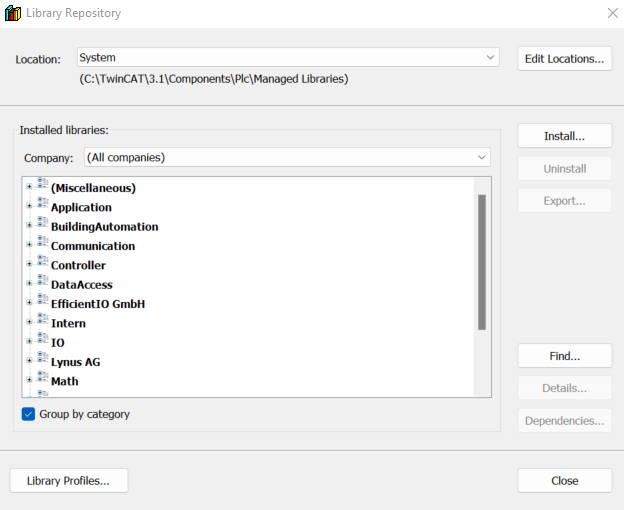 Library Repository
Location: System Edit Locations...
(C:\TwinCAT\3.1\Components\Plc\Managed Libraries)
Installed libraries:
Install...
Company: (All companies)
Uninstall
(Miscellaneous)
Export...
Application
BuildingAutomation
Communication
Controller
DataAccess
EfficientIO GmbH
Intern
IO
Find...
Lynus AG
Math
Details...
Group by category
Dependencies...
Library Profiles... Close